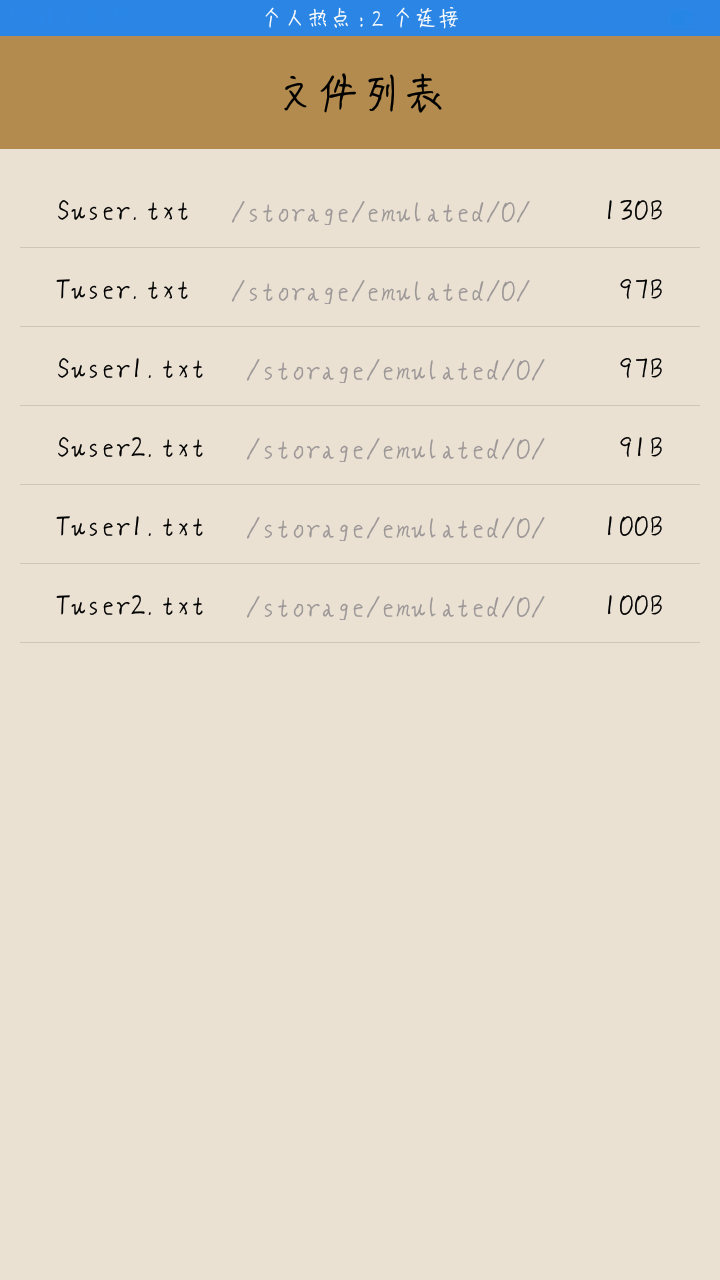 个人热点：2 个连接
文件列表
Suser.txt /storage/emulated/0/ 130B
Tuser.txt /storage/emulated/0/ 97B
Suser1.txt /storage/emulated/0/ 97B
Suser2.txt /storage/emulated/0/ 91B
Tuser1.txt /storage/emulated/0/ 100B
Tuser2.txt /storage/emulated/0/ 100B